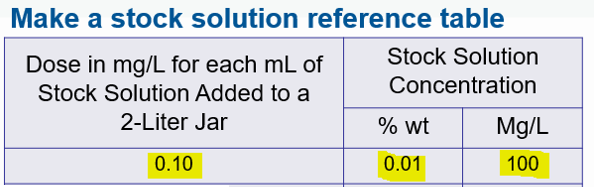 Make a stock solution reference table
Dose in mg/L for each mL of
Stock Solution Added to a
2-Liter Jar
Stock Solution
Concentration
% wt
Mg/L
0.10
0.01
100